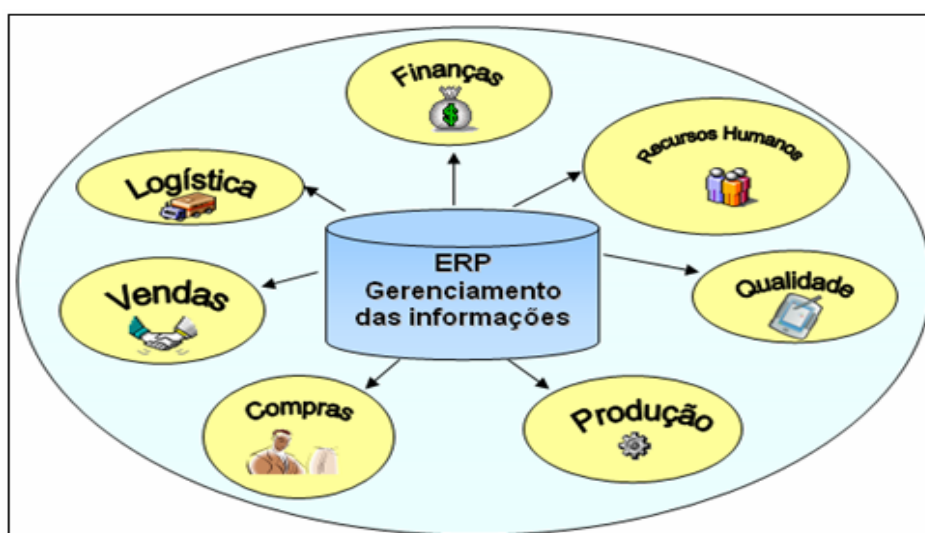 Finanças
Recursos Humanos
Logística
ERP
Gerenciamento
das informações
Qualidade
Vendas
Compras
Produção